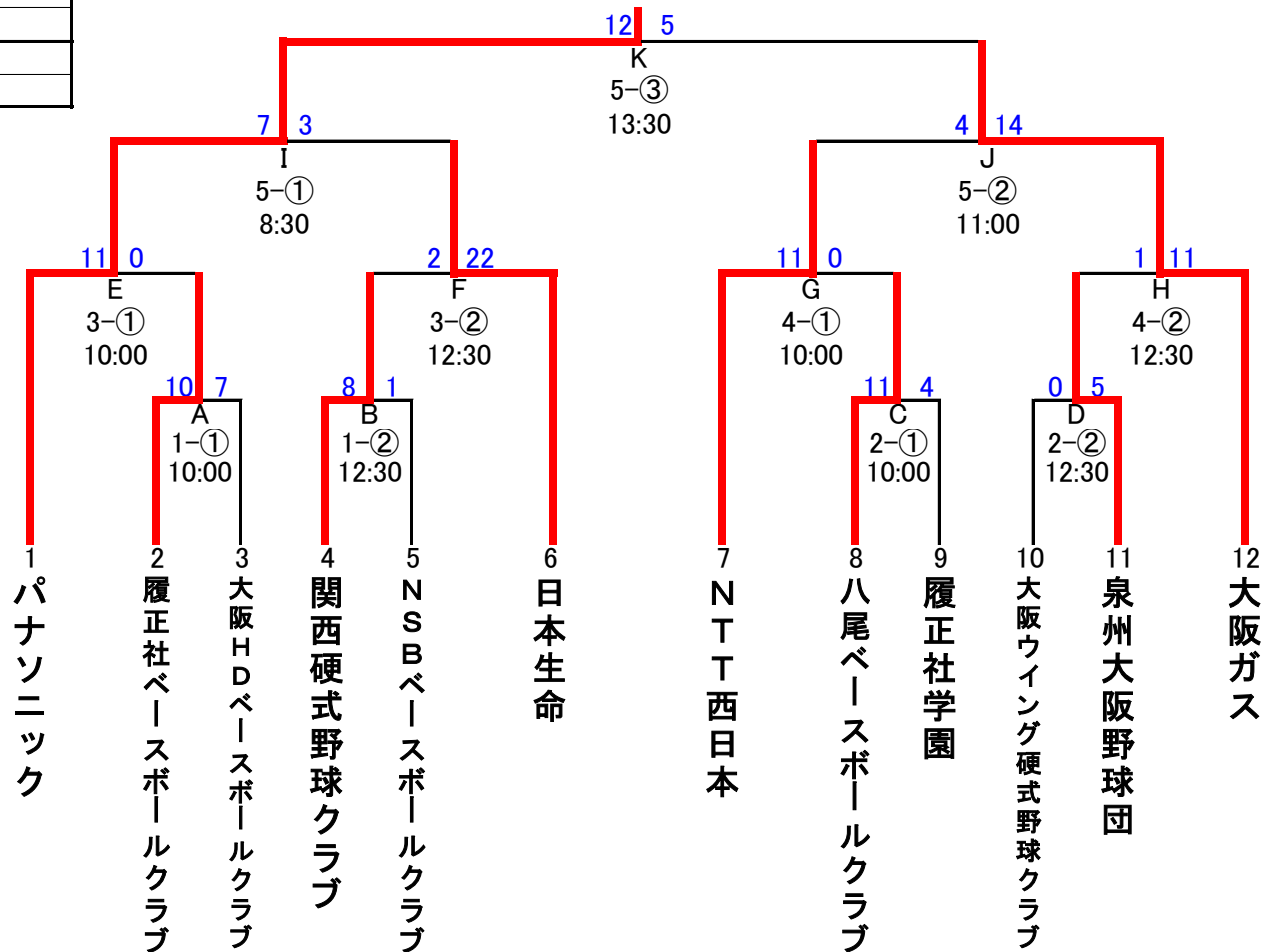 12 5
K
5-③
13:30
7 3
I
5-①
8:30
4 14
J
5-②
11:00
11 0
E
3-①
10:00
2 22
F
3-②
12:30
11 0
G
4-①
10:00
1 11
H
4-②
12:30
10 7
A
1-①
10:00
8 1
B
1-②
12:30
11 4
C
2-①
10:00
0 5
D
2-②
12:30
1
パナソニック
2
履正社ベースボールクラブ
3
大阪HDベースボールクラブ
4
関西硬式野球クラブ
5
NSBベースボールクラブ
6
日本生命
7
NTT西日本
8
八尾ベースボールクラブ
9
履正社学園
10
大阪ウイング硬式野球クラブ
11
泉州大阪野球団
12
大阪ガス